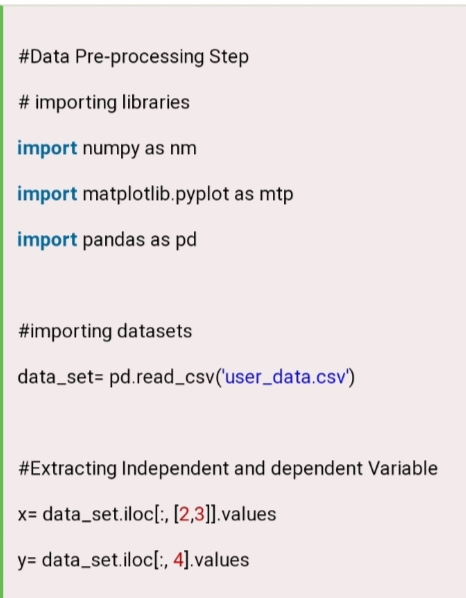 #Data Pre-processing Step
# importing libraries
import numpy as nm
import matplotlib.pyplot as mtp
import pandas as pd
#importing datasets
data_set= pd.read_csv('user_data.csv')
#Extracting Independent and dependent Variable
x= data_set.iloc[:, [2,3]].values
y= data_set.iloc[:, 4].values